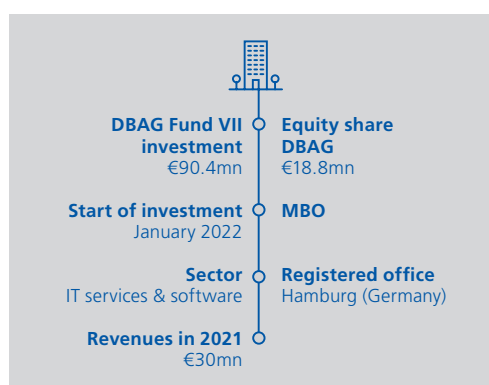 DBAG Fund VII
investment
€90.4mn
Equity share
DBAG
€18.8mn
Start of investment
January 2022
MBO
Sector
IT services & software
Registered office
Hamburg (Germany)
Revenues in 2021
€30mn